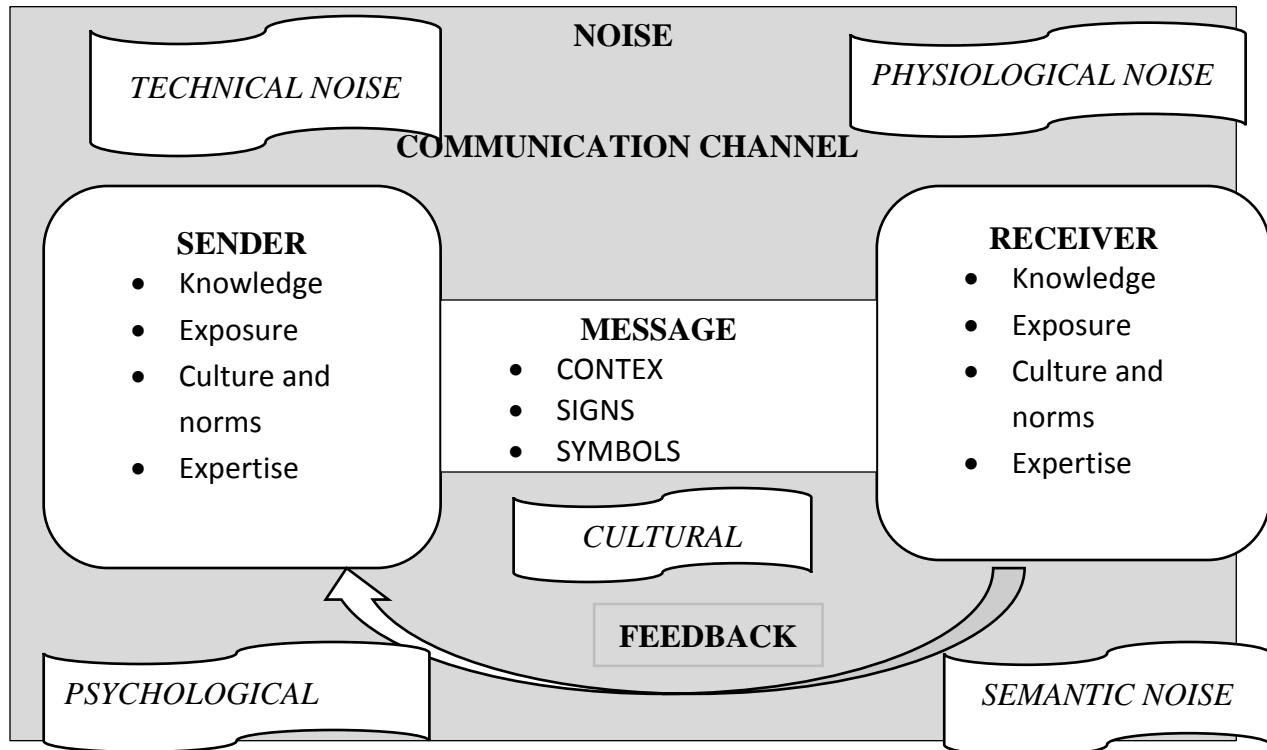 NOISE
TECHNICAL NOISE
PHYSIOLOGICAL NOISE
COMMUNICATION CHANNEL
SENDER
• Knowledge
• Exposure
• Culture and
norms
• Expertise
MESSAGE
• CONTEX
• SIGNS
• SYMBOLS
RECEIVER
• Knowledge
• Exposure
• Culture and
norms
• Expertise
CULTURAL
FEEDBACK
PSYCHOLOGICAL
SEMANTIC NOISE